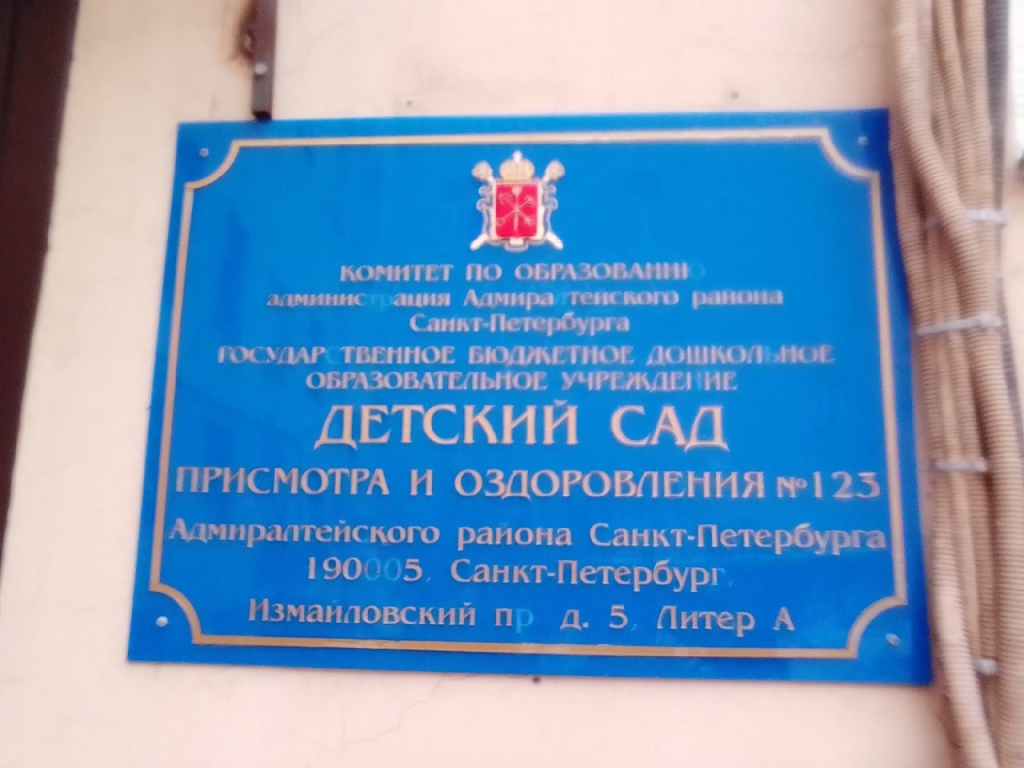 КОМИТЕТ ПО ОБРАЗОВАНИЮ
администрация Адмиралтейского района
Санкт-Петербурга
ГОСУДАРСТВЕННОЕ БЮДЖЕТНОЕ ДОШКОЛЬНОЕ
ОБРАЗОВАТЕЛЬНОЕ УЧРЕЖДЕНИЕ
ДЕТСКИЙ САД
ПРИСМОТРА И ОЗДОРОВЛЕНИЯ №123
Адмиралтейского района Санкт-Петербурга
190005, Санкт-Петербург,
Измайловский пр. д. 5, Литер А